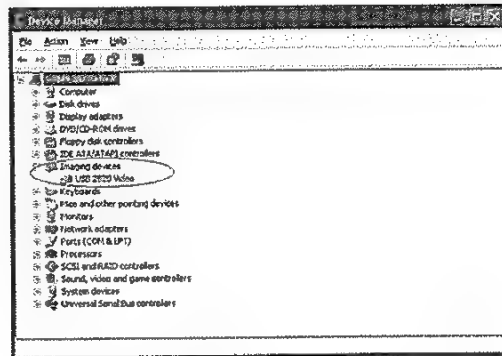 Device Manager
File Action View Help
Computer
Disk drives
Display adapters
DVD/CD-ROM drives
Floppy disk controllers
IDE ATA/ATAPI controllers
Imaging devices
USB 2820 Video
Keyboards
Mice and other pointing devices
Monitors
Network adapters
Ports (COM & LPT)
Processors
SCSI and RAID controllers
Sound, video and game controllers
System devices
Universal Serial Bus controllers